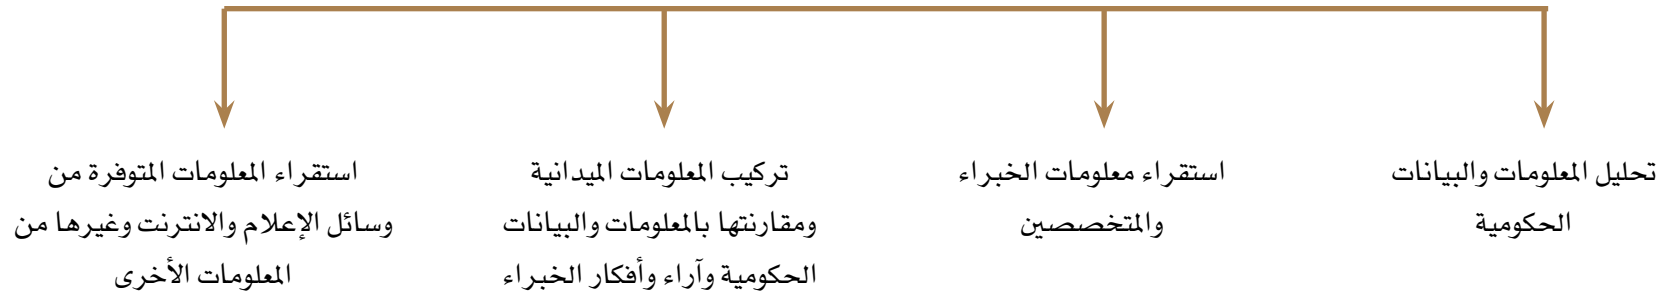 تحليل المعلومات والبيانات
الحكومية
استقراء معلومات الخبراء
والمتخصصين
تركيب المعلومات الميدانية
ومقارنتها بالمعلومات والبيانات
الحكومية وآراء وأفكار الخبراء
استقراء المعلومات المتوفرة من
وسائل الإعلام والانترنت وغيرها من
المعلومات الأخرى